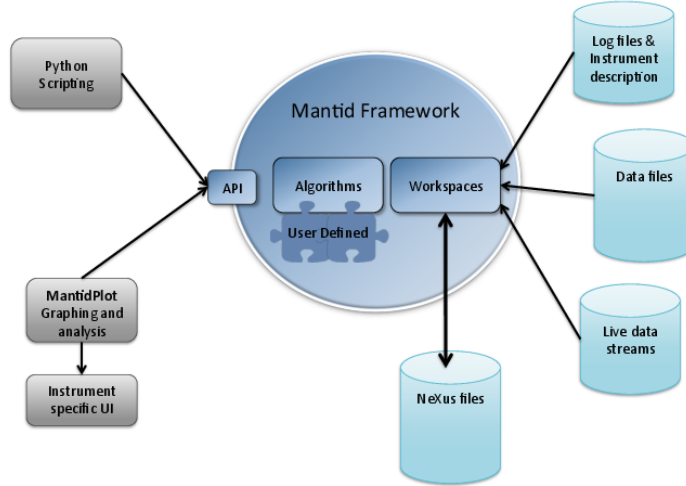 Python
Scripting
Mantid Framework
Log files &
Instrument
description
API
Algorithms
Workspaces
User Defined
Data files
MantidPlot
Graphing and
analysis
Live data
streams
Instrument
specific UI
NeXus files